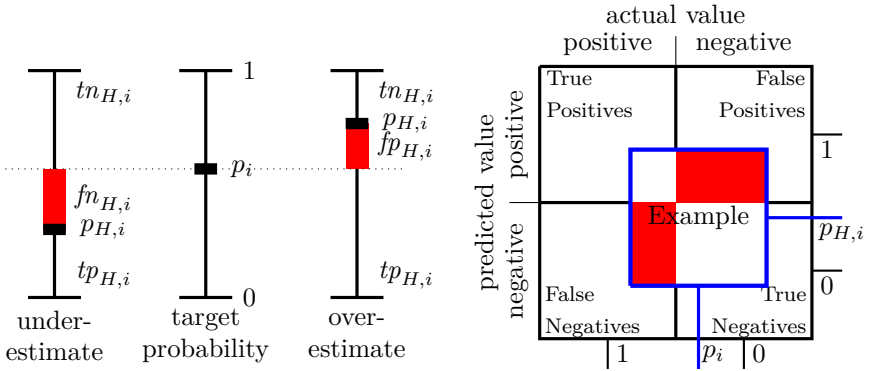 tn_{H,i}
fn_{H,i}
p_{H,i}
tp_{H,i}
under-
estimate
1
p_i
0
target
probability
tn_{H,i}
p_{H,i}
fp_{H,i}
tp_{H,i}
over-
estimate
actual value
positive
negative
predicted value
positive
negative
True
Positives
False
Positives
Example
False
Negatives
True
Negatives
1
p_{H,i}
0
1
p_i
0